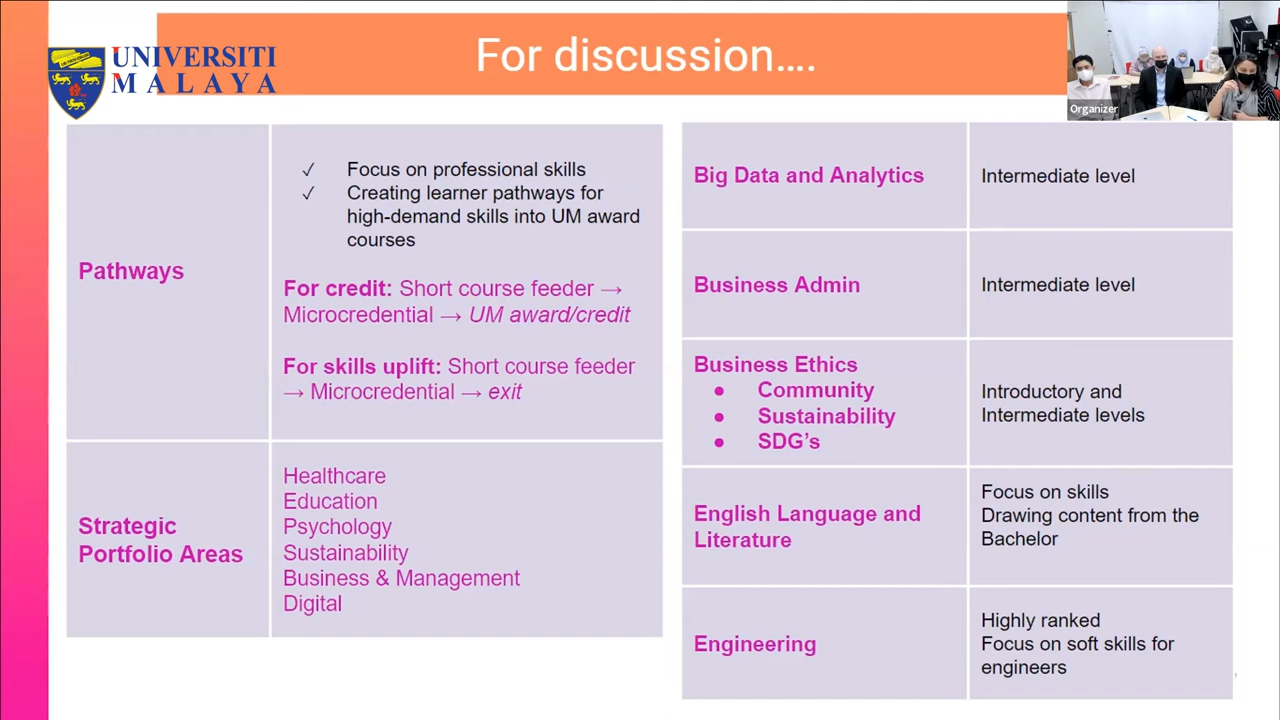 For discussion....
UNIVERSITI
MALAYA
Organizer
Pathways
✓ Focus on professional skills
✓ Creating learner pathways for
high-demand skills into UM award
courses
For credit: Short course feeder →
Microcredential → UM award/credit
For skills uplift: Short course feeder
→ Microcredential → exit
Strategic
Portfolio Areas
Healthcare
Education
Psychology
Sustainability
Business & Management
Digital
Big Data and Analytics
Intermediate level
Business Admin
Intermediate level
Business Ethics
● Community
● Sustainability
● SDG's
Introductory and
Intermediate levels
English Language and
Literature
Focus on skills
Drawing content from the
Bachelor
Engineering
Highly ranked
Focus on soft skills for
engineers